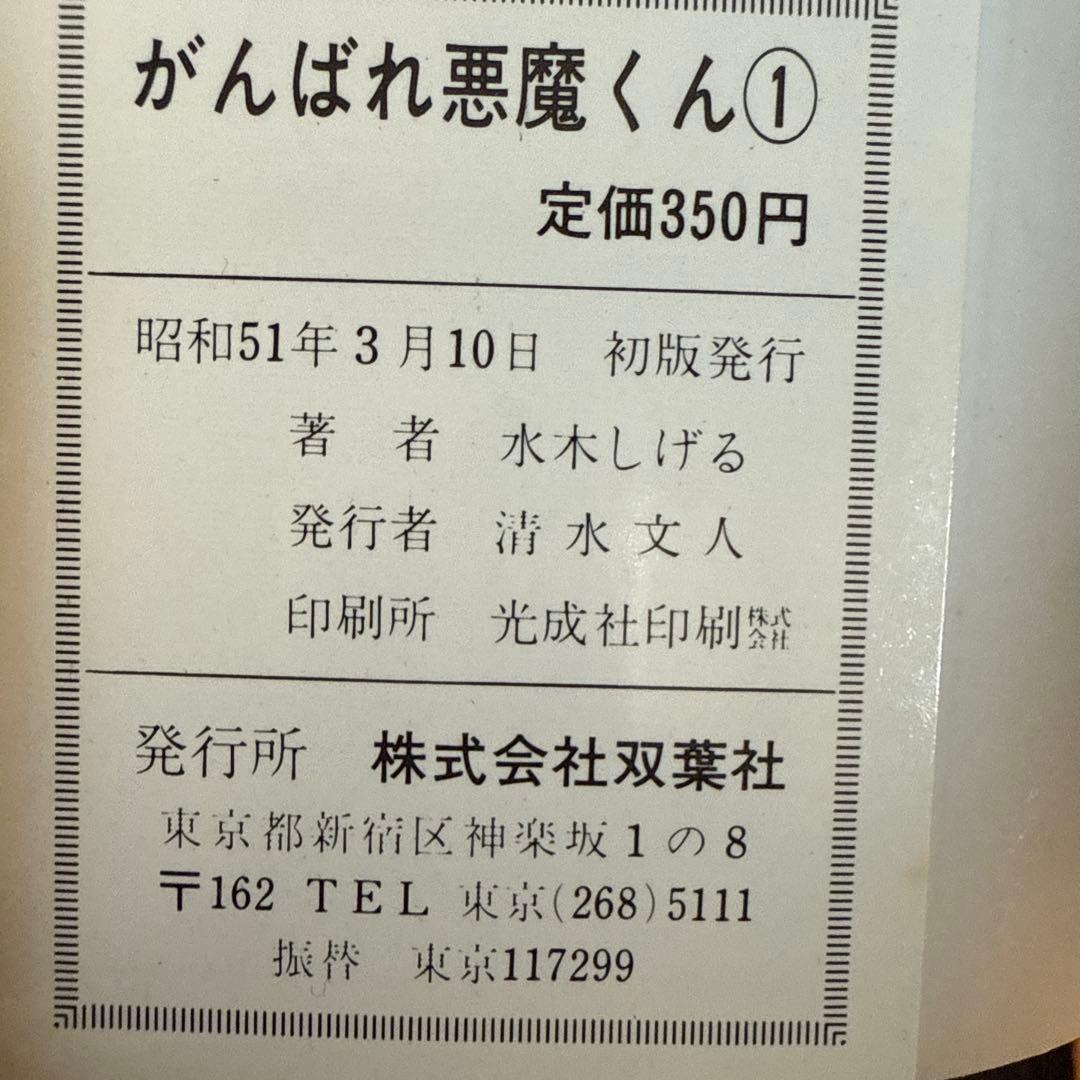 がんばれ悪魔くん①
定価350円
昭和51年3月10日 初版発行
著 者 水木しげる
発行者 清水文人
印刷所 光成社印刷株式会社
発行所 株式会社双葉社
東京都新宿区神楽坂1の8
〒162 TEL 東京(268)5111
振替 東京117299